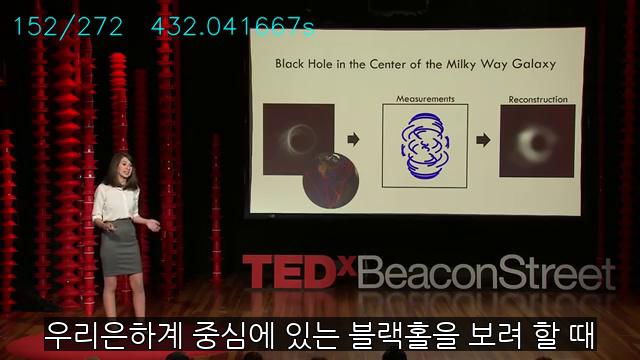 152/272 432.041667s
Black Hole in the Center of the Milky Way Galaxy
Measurements
Reconstruction
TEDxBeaconStreet
우리은하계 중심에 있는 블랙홀을 보려 할 때